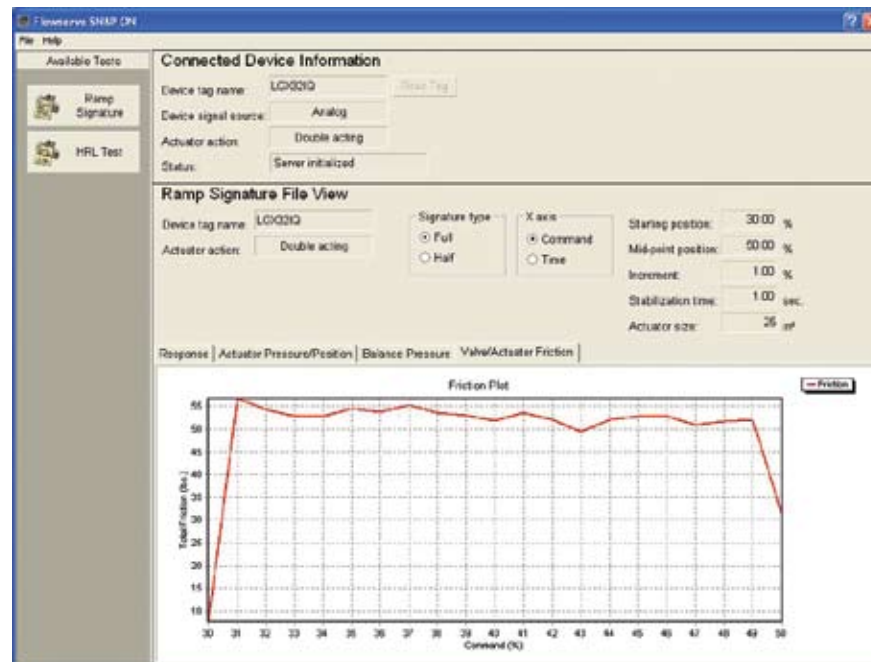 Flowserve SNAP ON
File Help
Available Tests
Ramp Signature
HRL Test
Connected Device Information
Device tag name:
Device signal source: Analog
Actuator action: Double acting
Status: Server initialized
Ramp Signature File View
Device tag name:
Actuator action: Double acting
Signature type
Full
Half
X axis
Command
Time
Starting position: 30.00 %
Mid-point position: 50.00 %
Increment: 1.00 %
Stabilization time: 1.00 sec.
Actuator size: in²
Response Actuator Pressure/Position Balance Pressure Valve/Actuator Friction
Friction Plot
Friction
Total Friction (lbs.)
55
50
45
40
35
30
25
20
15
10
30 31 32 33 34 35 36 37 38 39 40 41 42 43 44 45 46 47 48 49 50
Command (%)